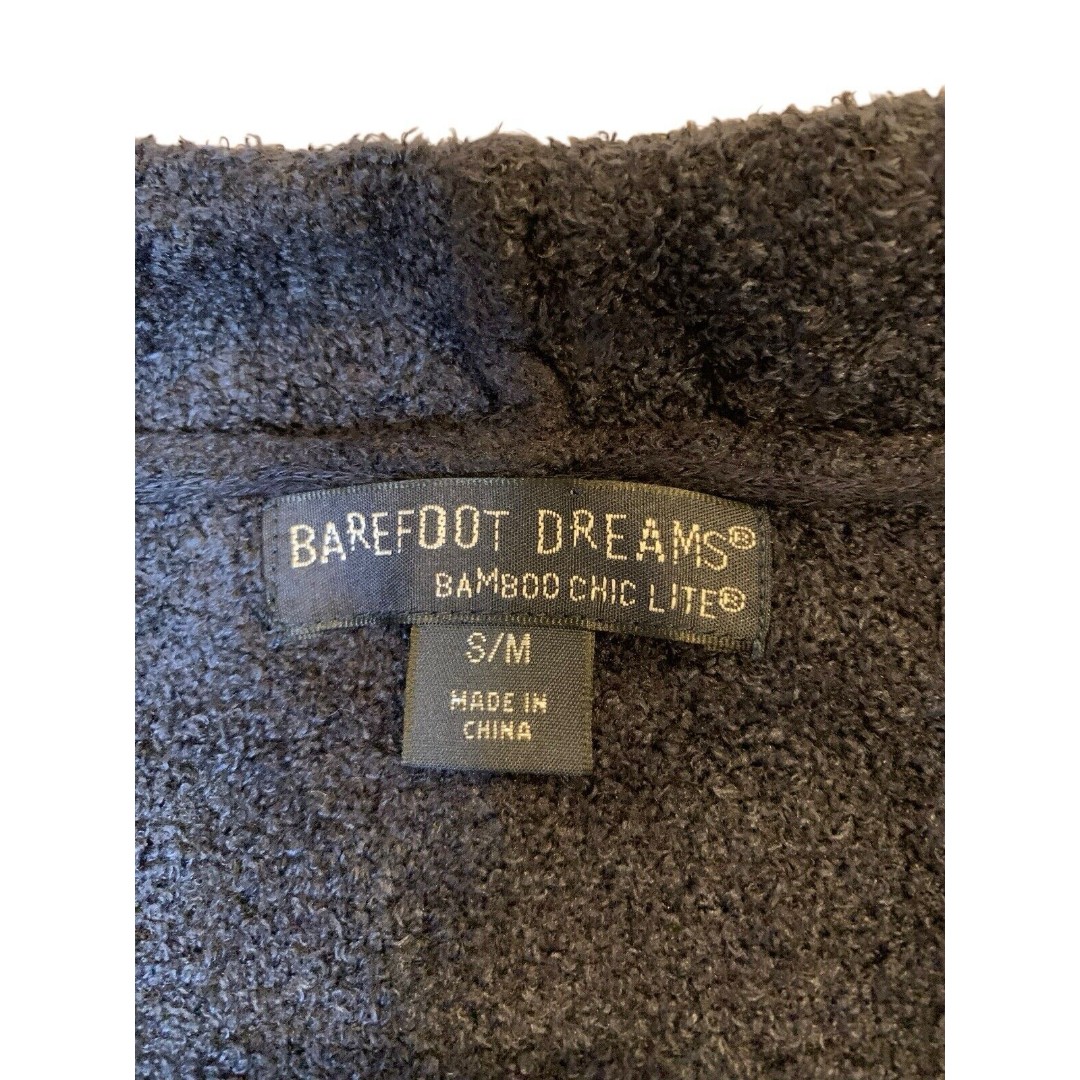 BAREFOOT DREAMS®
BAMBOO CHIC LITE®
S/M
MADE IN
CHINA